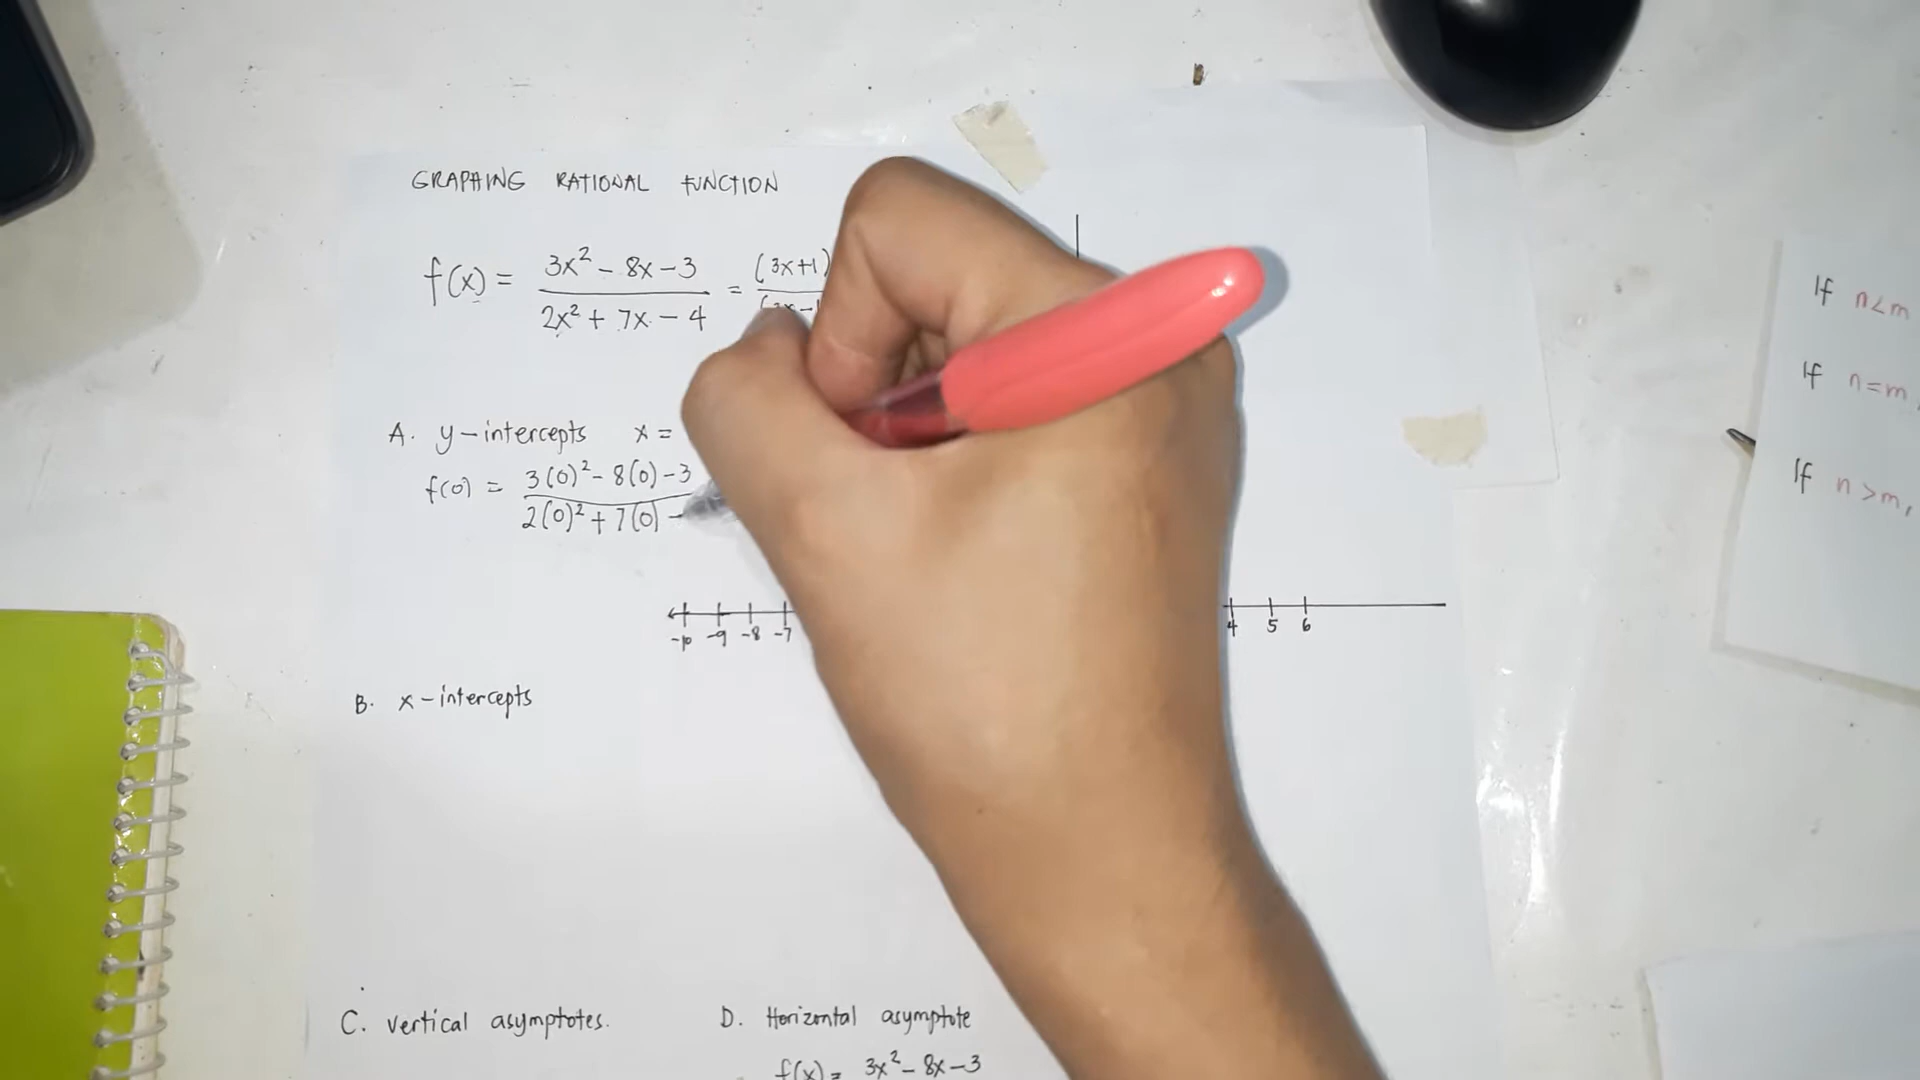 GRAPHING RATIONAL FUNCTION
f(x) = 3x² - 8x - 3 / 2x² + 7x - 4 = (3x+1) / (2x-1
A. y-intercepts x =
f(0) = 3(0)² - 8(0) - 3 / 2(0)² + 7(0) -
-10 -9 -8 -7 4 5 6
B. x-intercepts
C. vertical asymptotes.
D. Horizontal asymptote
f(x) = 3x² - 8x - 3
If n<m
If n=m,
If n>m,